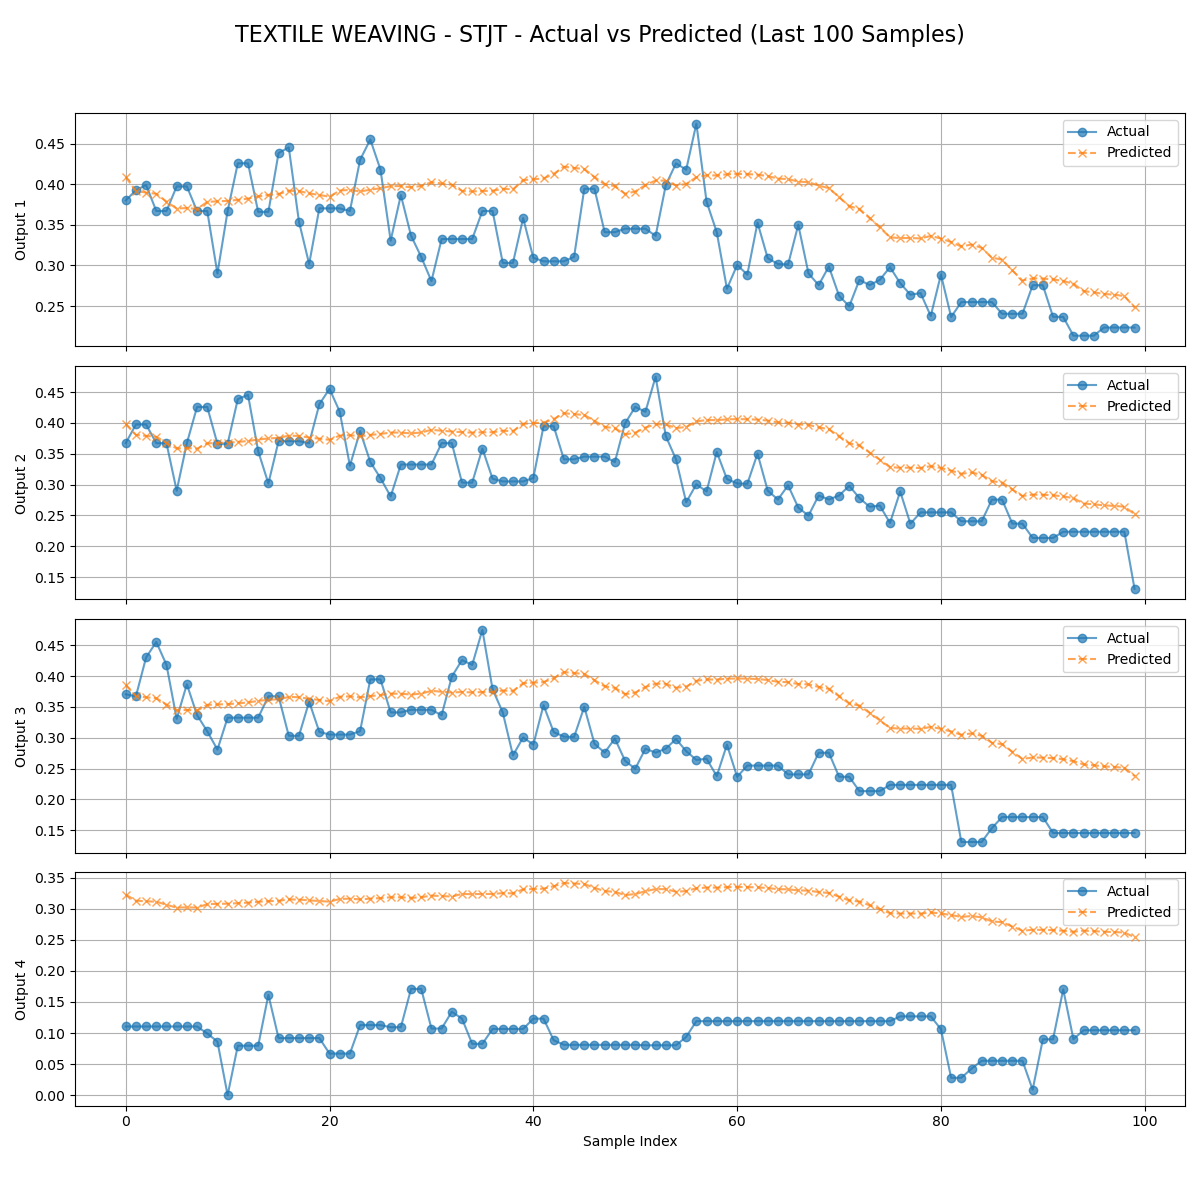 TEXTILE WEAVING - STJT - Actual vs Predicted (Last 100 Samples)
Output 1
0.45
0.40
0.35
0.30
0.25
Actual
Predicted
Output 2
0.45
0.40
0.35
0.30
0.25
0.20
0.15
Actual
Predicted
Output 3
0.45
0.40
0.35
0.30
0.25
0.20
0.15
Actual
Predicted
Output 4
0.35
0.30
0.25
0.20
0.15
0.10
0.05
0.00
Actual
Predicted
0 20 40 60 80 100
Sample Index